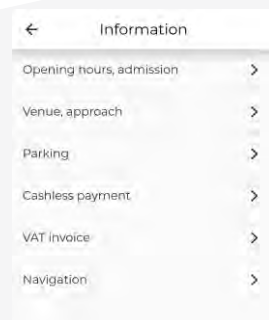 Information
Opening hours, admission
Venue, approach
Parking
Cashless payment
VAT invoice
Navigation